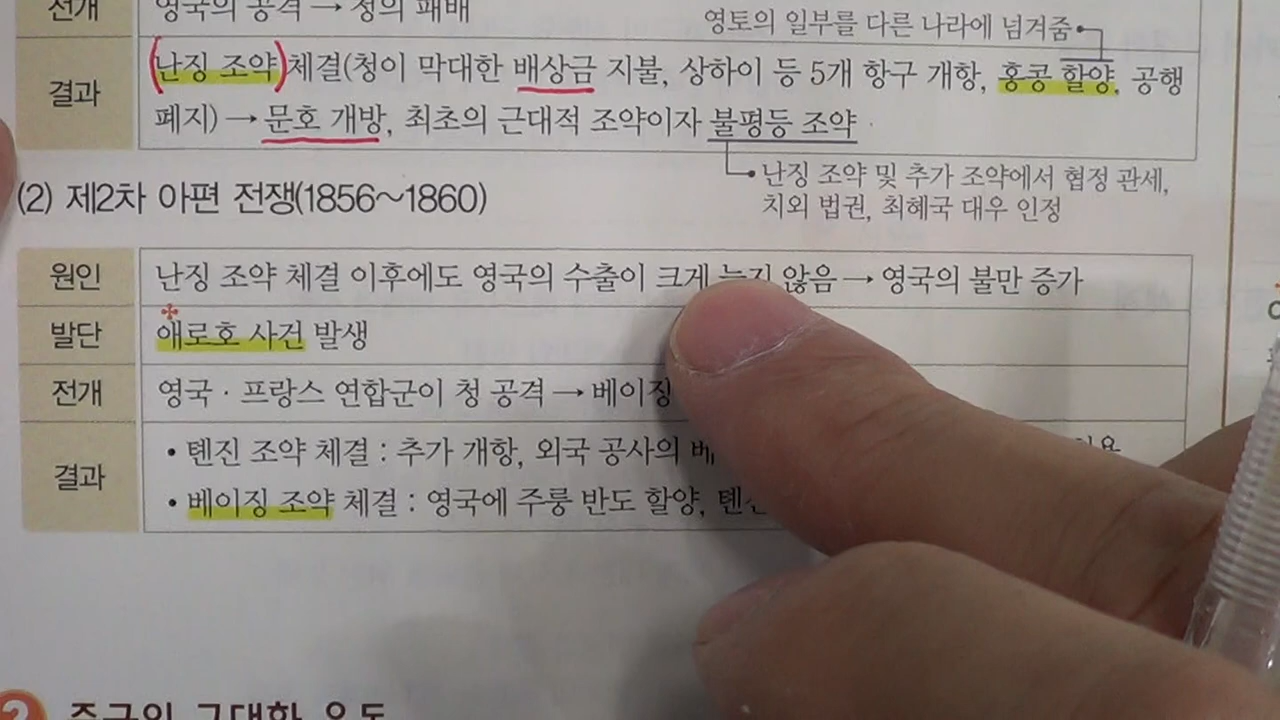 전개 영국의 공격 → 청의 패배
영토의 일부를 다른 나라에 넘겨줌
결과 (난징 조약) 체결(청이 막대한 배상금 지불, 상하이 등 5개 항구 개항, 홍콩 할양, 공행
폐지) → 문호 개방, 최초의 근대적 조약이자 불평등 조약
난징 조약 및 추가 조약에서 협정 관세,
치외 법권, 최혜국 대우 인정
(2) 제2차 아편 전쟁(1856~1860)
원인 난징 조약 체결 이후에도 영국의 수출이 크게 늘지 않음 → 영국의 불만 증가
발단 애로호 사건 발생
전개 영국·프랑스 연합군이 청 공격 → 베이징
결과
• 톈진 조약 체결 : 추가 개항, 외국 공사의
• 베이징 조약 체결 : 영국에 주룽 반도 할양,
2 중국의 근대화 운동